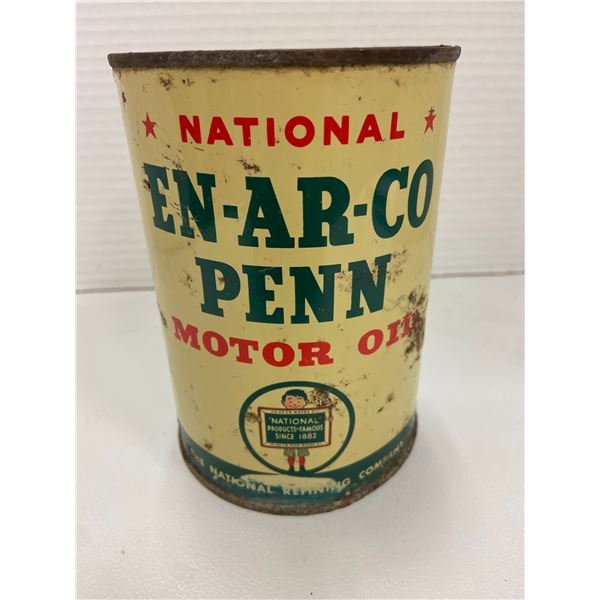 NATIONAL
EN-AR-CO
PENN
MOTOR OIL
"NATIONAL"
PRODUCTS-FAMOUS
SINCE 1882
THE NATIONAL REFINING COMPANY